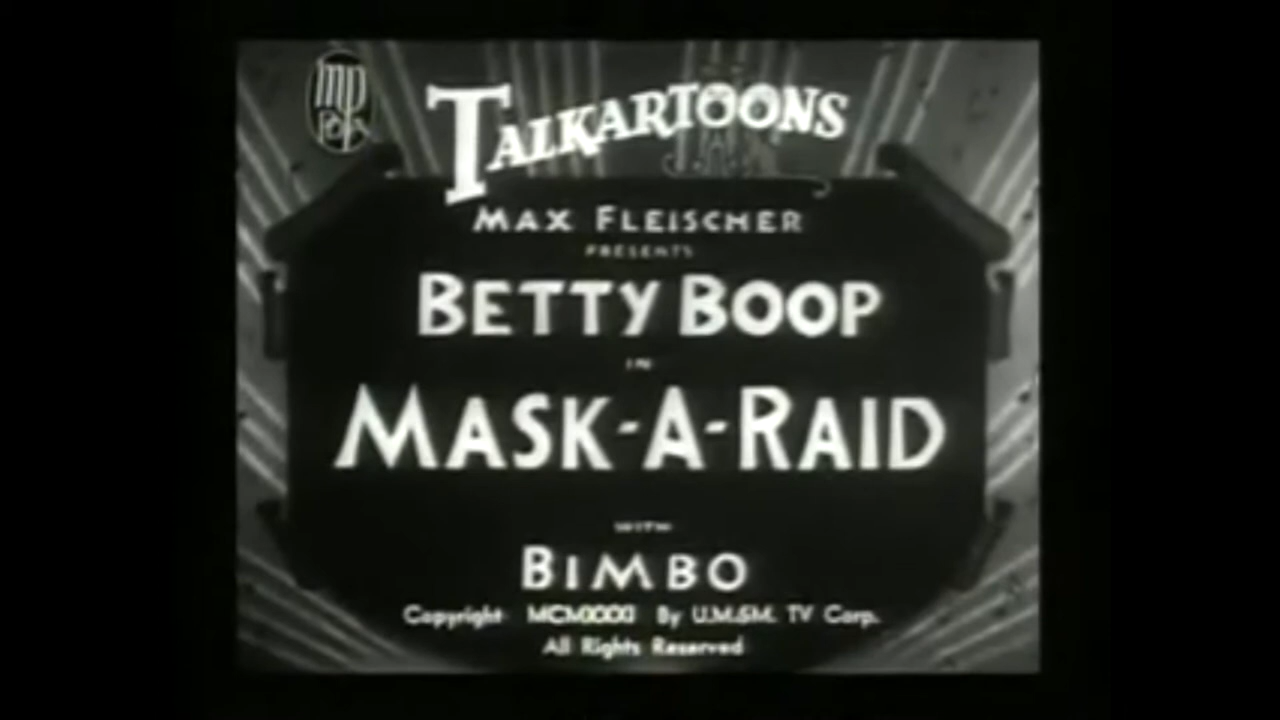 TALKARTOONS
MAX FLEISCHER
PRESENTS
BETTY BOOP
IN
MASK-A-RAID
WITH
BIMBO
Copyright MCMXXXI By U.M.&M. TV Corp.
All Rights Reserved